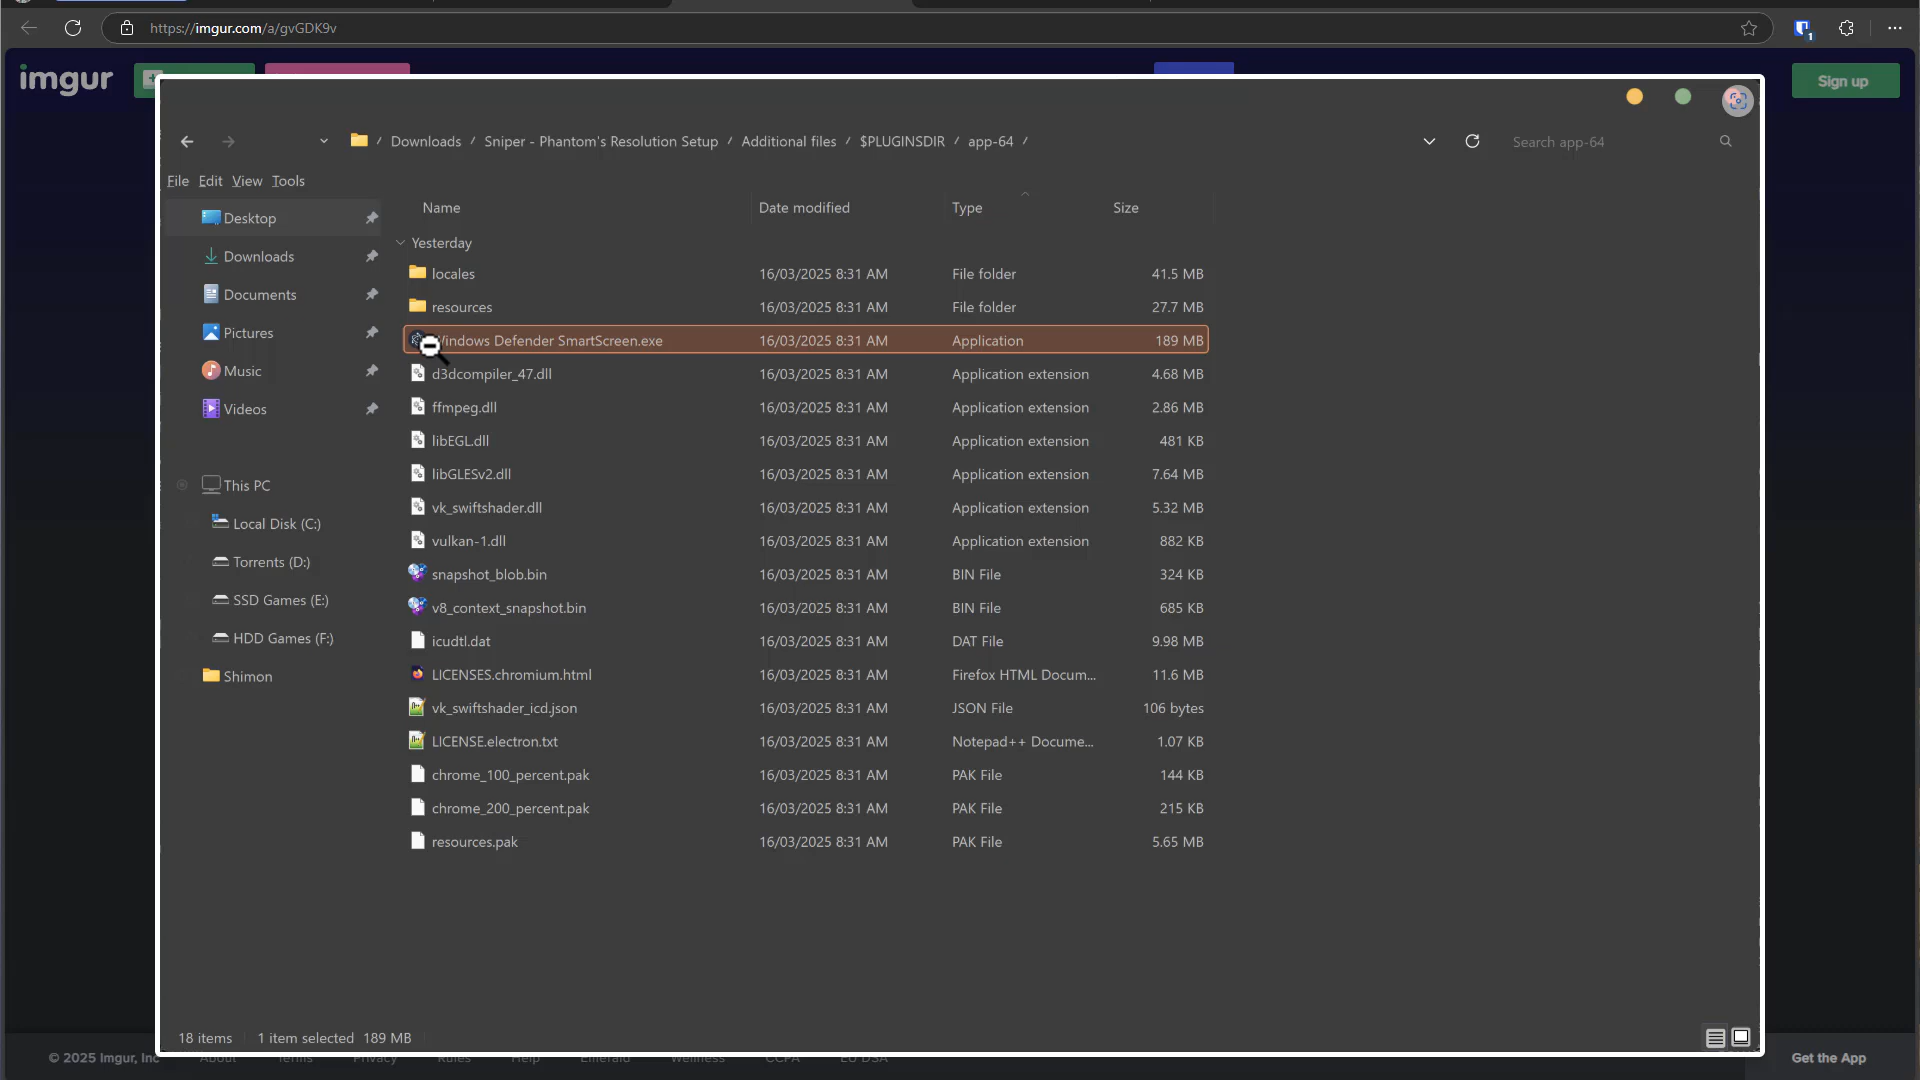 https://imgur.com/a/gvGDK9v
1
imgur
Sign up
Downloads / Sniper - Phantom's Resolution Setup / Additional files / $PLUGINSDIR / app-64 /
Search app-64
File Edit View Tools
Desktop
Downloads
Documents
Pictures
Music
Videos
This PC
Local Disk (C:)
Torrents (D:)
SSD Games (E:)
HDD Games (F:)
Shimon
Name Date modified Type Size
Yesterday
locales 16/03/2025 8:31 AM File folder 41.5 MB
resources 16/03/2025 8:31 AM File folder 27.7 MB
Windows Defender SmartScreen.exe 16/03/2025 8:31 AM Application 189 MB
d3dcompiler_47.dll 16/03/2025 8:31 AM Application extension 4.68 MB
ffmpeg.dll 16/03/2025 8:31 AM Application extension 2.86 MB
libEGL.dll 16/03/2025 8:31 AM Application extension 481 KB
libGLESv2.dll 16/03/2025 8:31 AM Application extension 7.64 MB
vk_swiftshader.dll 16/03/2025 8:31 AM Application extension 5.32 MB
vulkan-1.dll 16/03/2025 8:31 AM Application extension 882 KB
snapshot_blob.bin 16/03/2025 8:31 AM BIN File 324 KB
v8_context_snapshot.bin 16/03/2025 8:31 AM BIN File 685 KB
icudtl.dat 16/03/2025 8:31 AM DAT File 9.98 MB
LICENSES.chromium.html 16/03/2025 8:31 AM Firefox HTML Docum... 11.6 MB
vk_swiftshader_icd.json 16/03/2025 8:31 AM JSON File 106 bytes
LICENSE.electron.txt 16/03/2025 8:31 AM Notepad++ Docume... 1.07 KB
chrome_100_percent.pak 16/03/2025 8:31 AM PAK File 144 KB
chrome_200_percent.pak 16/03/2025 8:31 AM PAK File 215 KB
resources.pak 16/03/2025 8:31 AM PAK File 5.65 MB
18 items 1 item selected 189 MB
© 2025 Imgur, Inc About Terms Privacy Rules Help Emerald Wellness CCPA EU DSA
Get the App